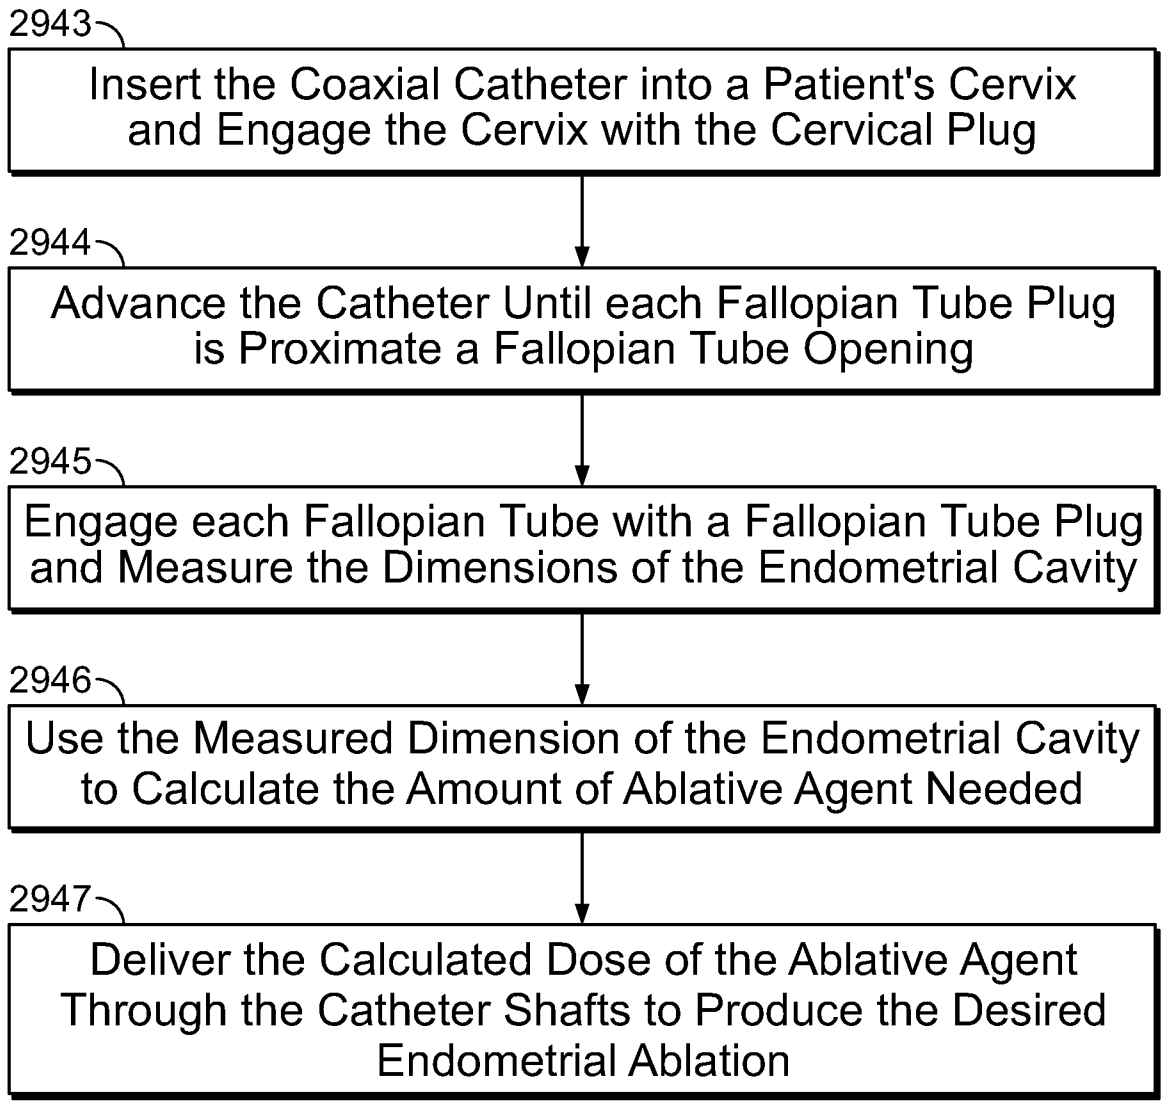 2943
Insert the Coaxial Catheter into a Patient's Cervix
and Engage the Cervix with the Cervical Plug
2944
Advance the Catheter Until each Fallopian Tube Plug
is Proximate a Fallopian Tube Opening
2945
Engage each Fallopian Tube with a Fallopian Tube Plug
and Measure the Dimensions of the Endometrial Cavity
2946
Use the Measured Dimension of the Endometrial Cavity
to Calculate the Amount of Ablative Agent Needed
2947
Deliver the Calculated Dose of the Ablative Agent
Through the Catheter Shafts to Produce the Desired
Endometrial Ablation